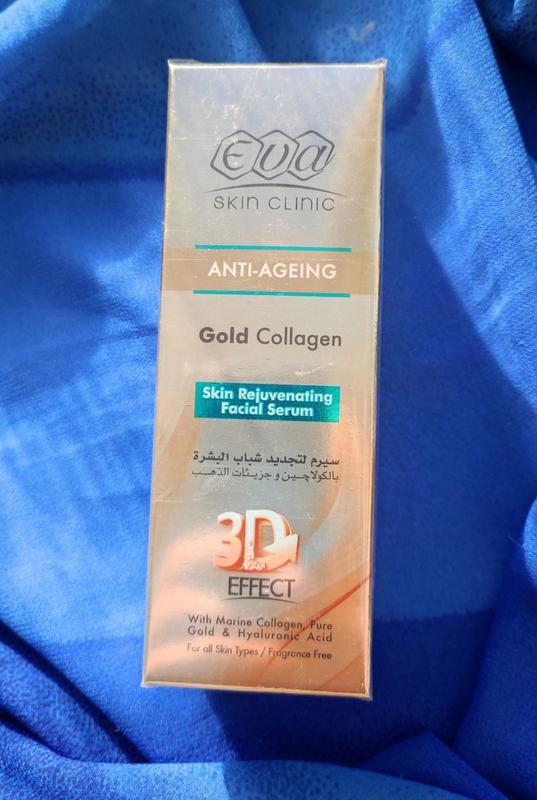 Eva
SKIN CLINIC
ANTI-AGEING
Gold Collagen
Skin Rejuvenating
Facial Serum
سيرم لتجديد شباب البشرة
بالكولاچين و جزيئات الذهب
3D
EFFECT
With Marine Collagen, Pure
Gold & Hyaluronic Acid
For all Skin Types / Fragrance Free